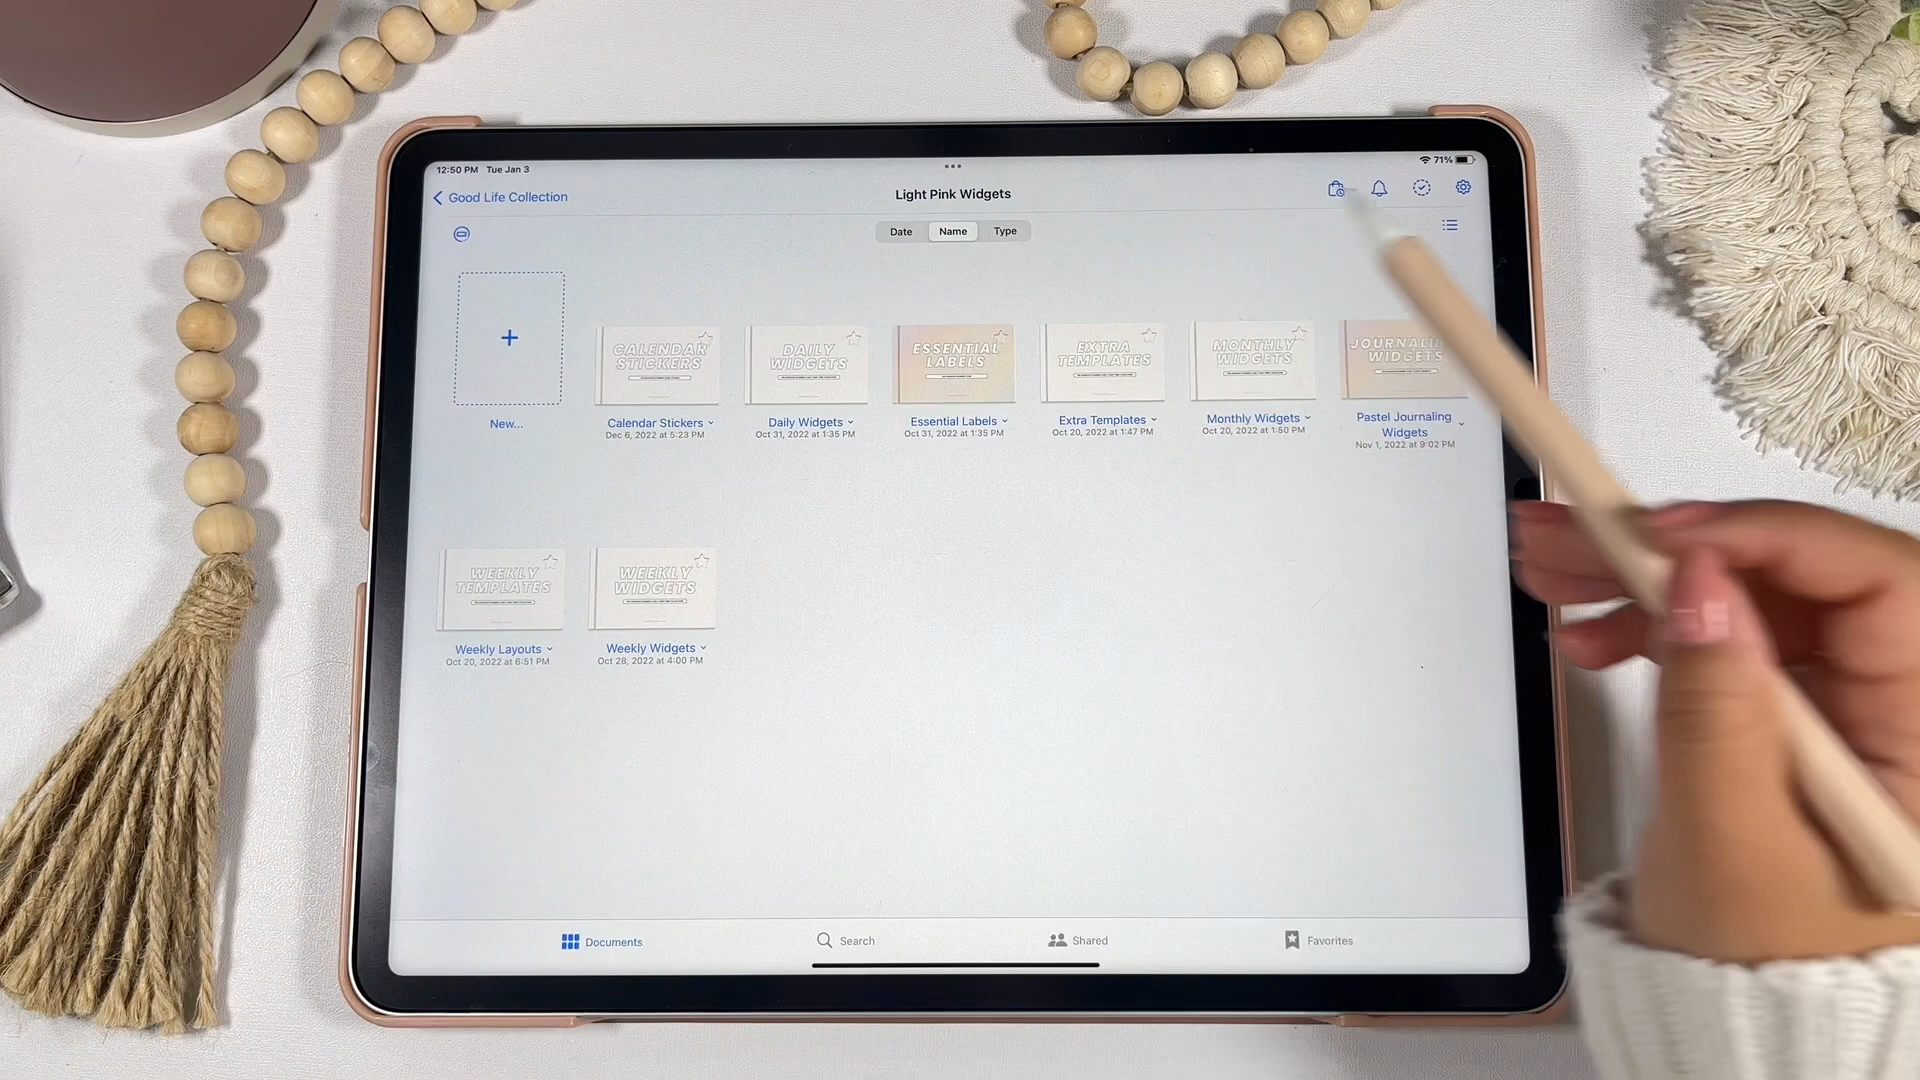 12:50 PM Tue Jan 3
71%
Good Life Collection
Light Pink Widgets
Date Name Type
CALENDAR
STICKERS
DAILY
WIDGETS
ESSENTIAL
LABELS
EXTRA
TEMPLATES
MONTHLY
WIDGETS
WIDGETS
New...
Calendar Stickers
Dec 6, 2022 at 5:23 PM
Daily Widgets
Oct 31, 2022 at 1:35 PM
Essential Labels
Oct 31, 2022 at 1:35 PM
Extra Templates
Oct 20, 2022 at 1:47 PM
Monthly Widgets
Oct 20, 2022 at 1:50 PM
Pastel Journaling
Widgets
Nov 1, 2022 at 9:02 PM
WEEKLY
TEMPLATES
WEEKLY
WIDGETS
Weekly Layouts
Oct 20, 2022 at 6:51 PM
Weekly Widgets
Oct 28, 2022 at 4:00 PM
Documents
Search
Shared
Favorites